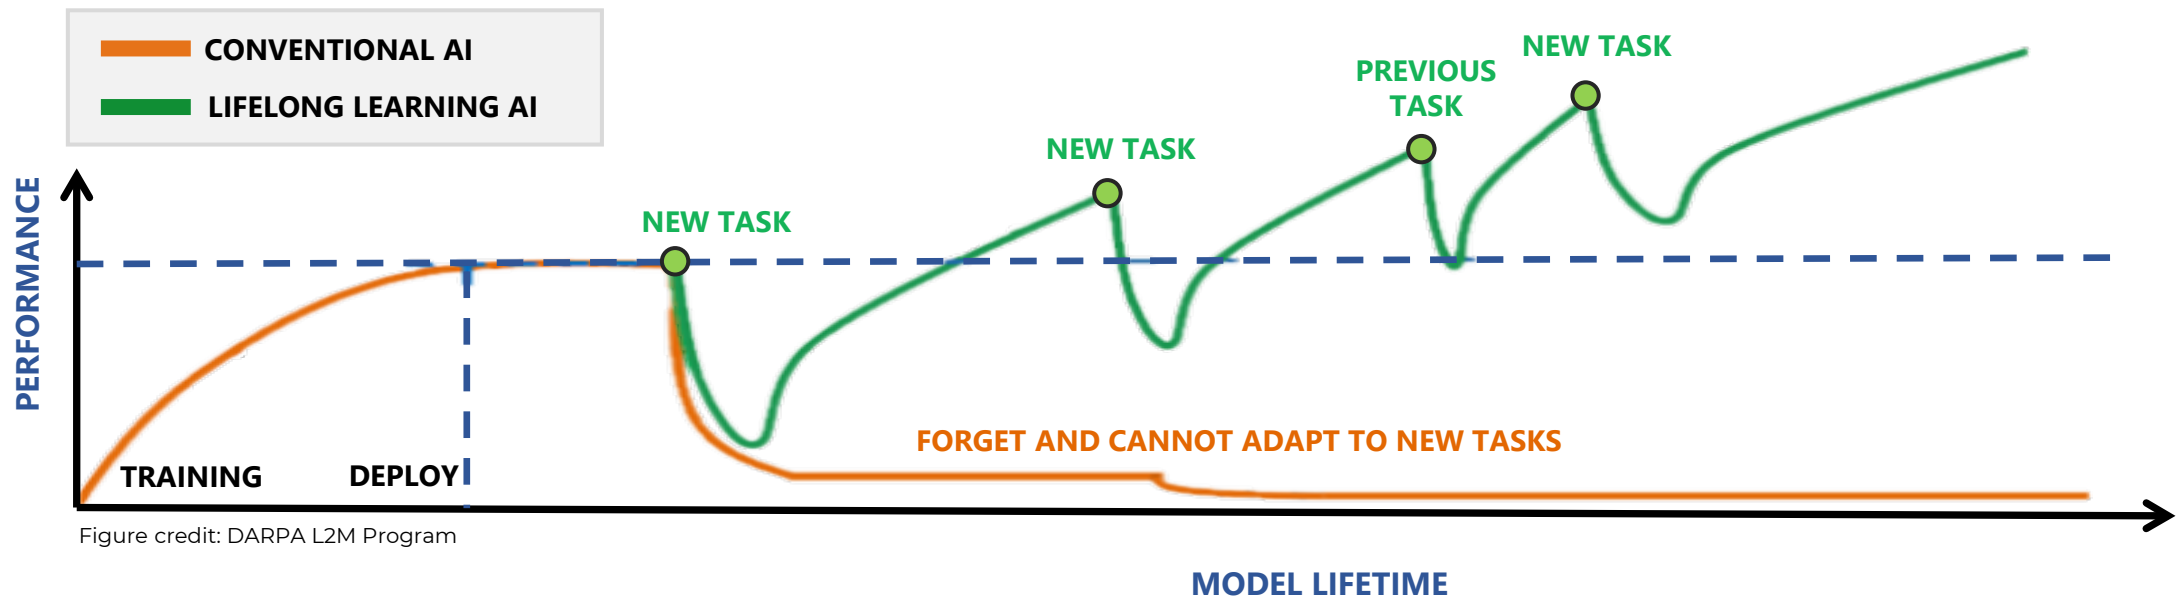 CONVENTIONAL AI
LIFELONG LEARNING AI
NEW TASK
PREVIOUS
TASK
NEW TASK
NEW TASK
PERFORMANCE
FORGET AND CANNOT ADAPT TO NEW TASKS
TRAINING
DEPLOY
Figure credit: DARPA L2M Program
MODEL LIFETIME